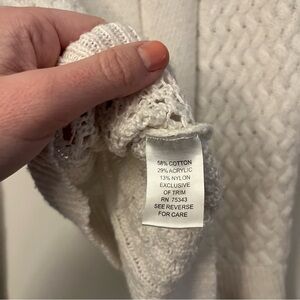 58% COTTON
29% ACRYLIC
13% NYLON
EXCLUSIVE
OF TRIM
RN 75343
SEE REVERSE
FOR CARE